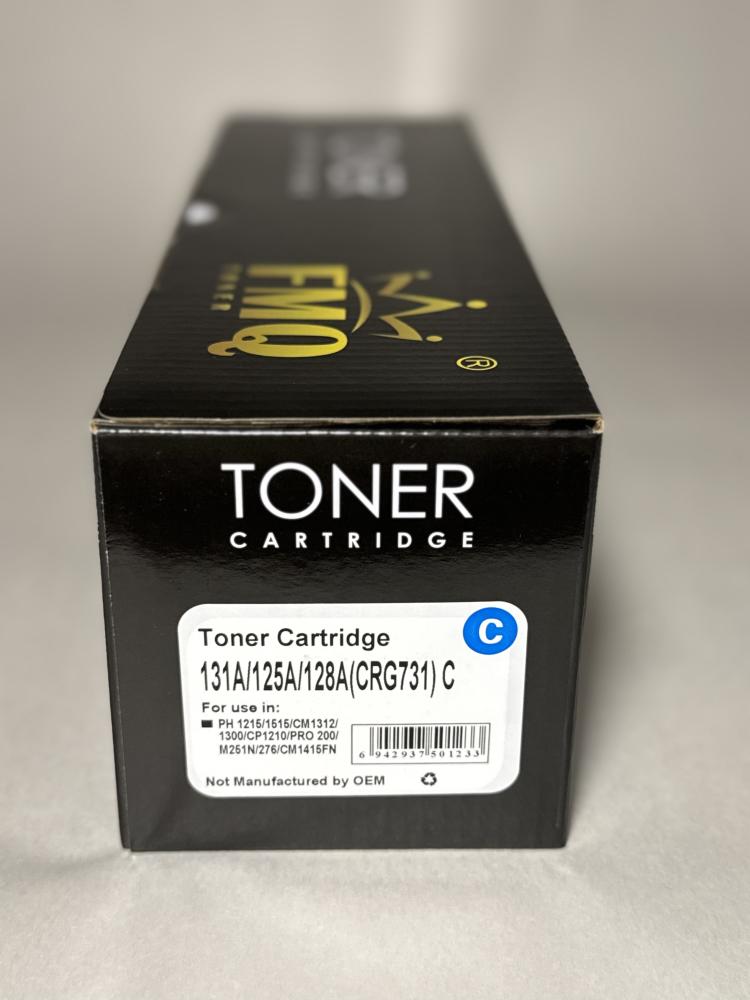 FMQ
TONER
®
TONER
CARTRIDGE
C
Toner Cartridge
131A/125A/128A(CRG731) C
For use in:
PH 1215/1515/CM1312/
1300/CP1210/PRO 200/
M251N/276/CM1415FN
6 942937 501233
Not Manufactured by OEM